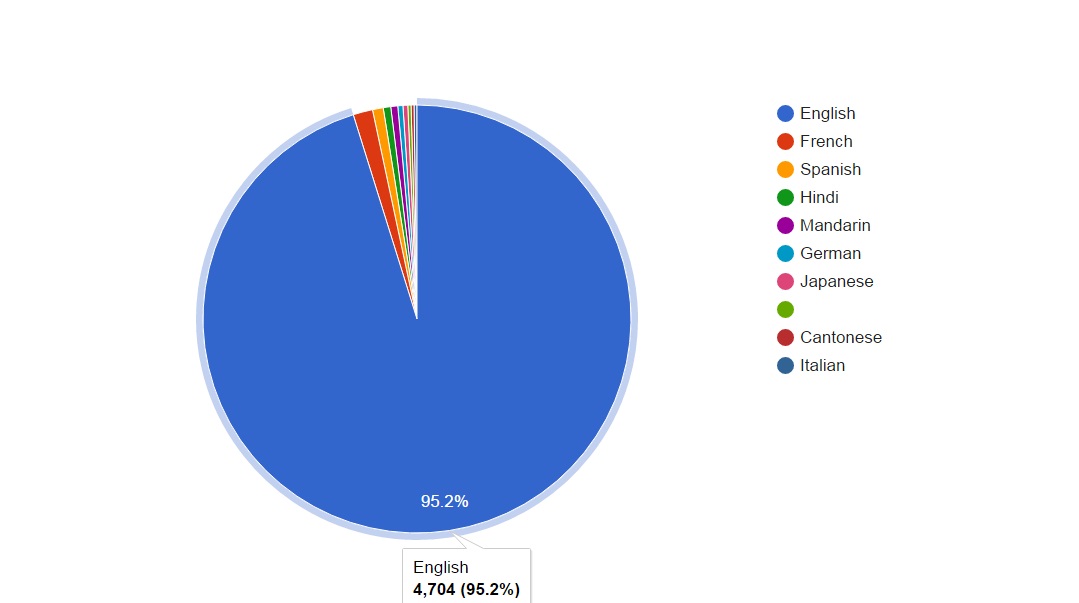 English
French
Spanish
Hindi
Mandarin
German
Japanese
Cantonese
Italian
95.2%
English
4,704 (95.2%)